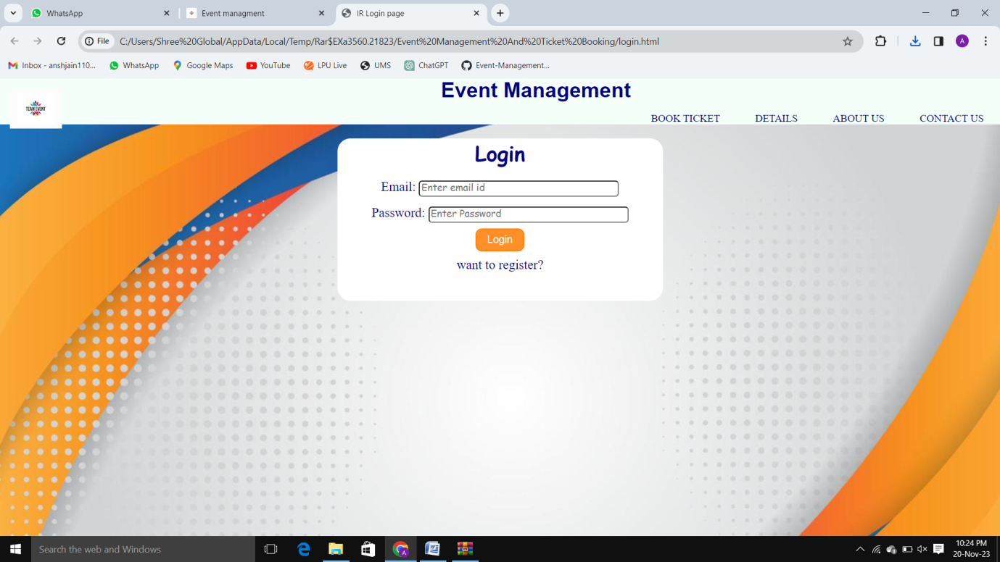 WhatsApp
Event managment
IR Login page
File
C:/Users/Shree%20Global/AppData/Local/Temp/Rar$EXa3560.21823/Event%20Management%20And%20Ticket%20Booking/login.html
A
Inbox - anshjain110...
WhatsApp
Google Maps
YouTube
LPU Live
UMS
ChatGPT
Event-Management...
TEAM EVENT
Event Management
BOOK TICKET
DETAILS
ABOUT US
CONTACT US
Login
Email: Enter email id
Password: Enter Password
Login
want to register?
Search the web and Windows
10:24 PM
20-Nov-23